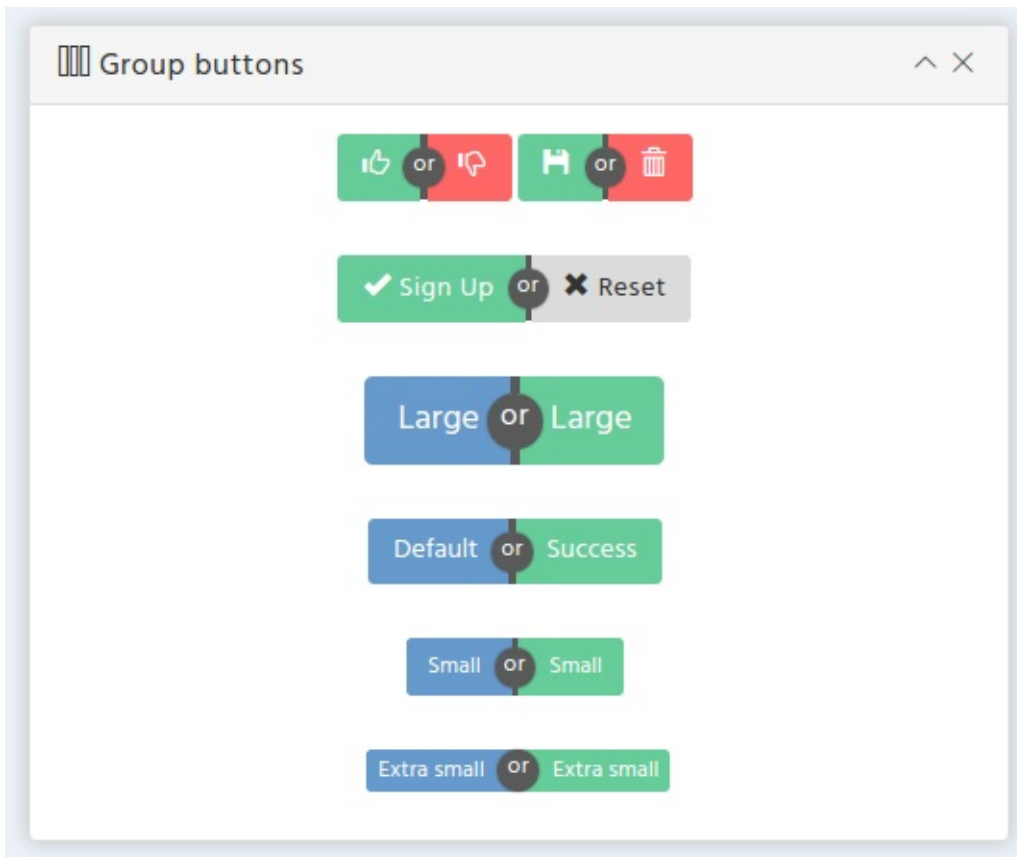 Group buttons
or or
Sign Up or Reset
Large or Large
Default or Success
Small or Small
Extra small or Extra small